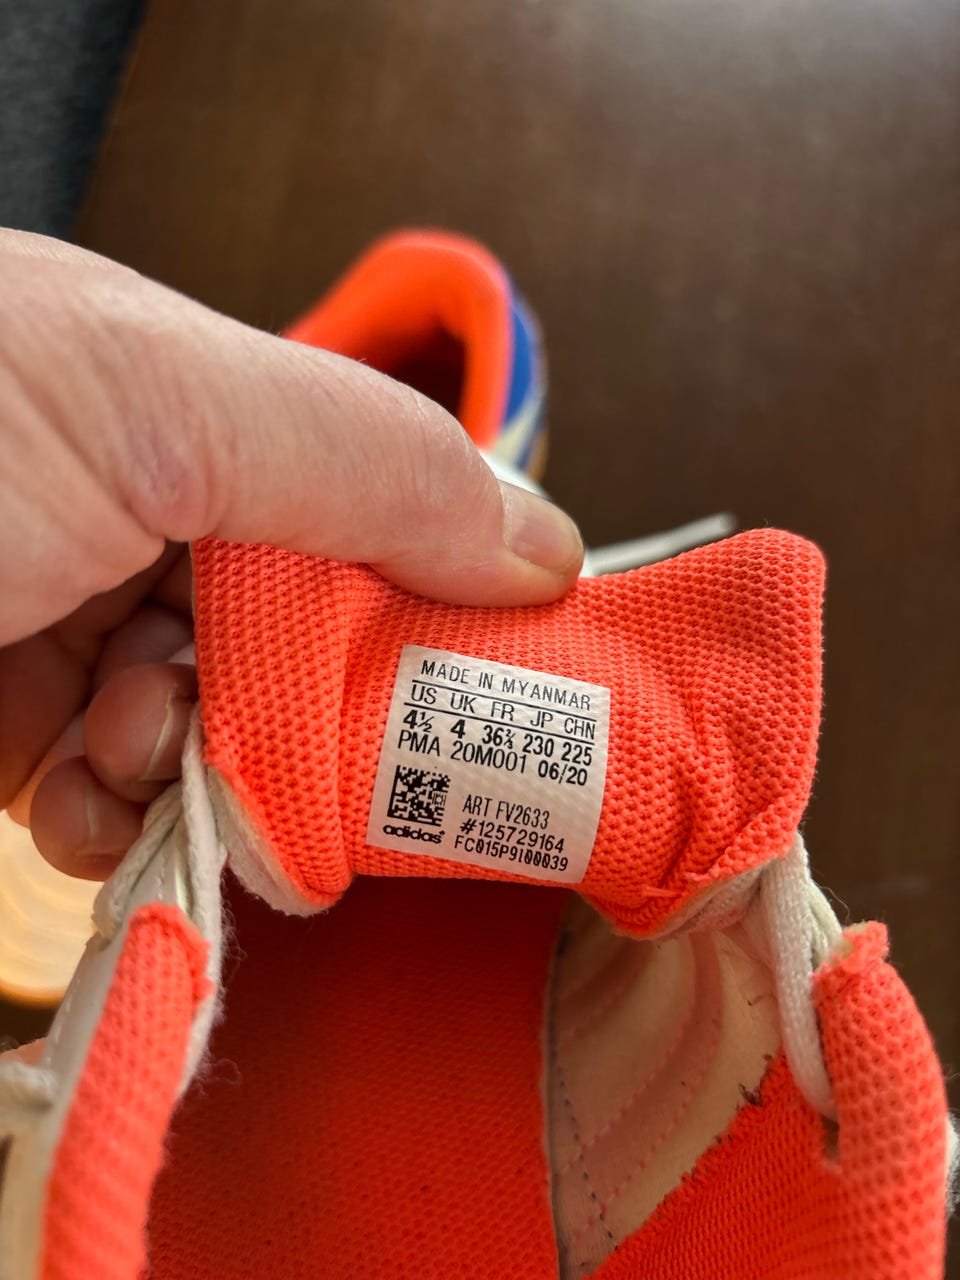 MADE IN MYANMAR
US UK FR JP CHN
4½ 4 36⅔ 230 225
PMA 20M001 06/20
ART FV2633
#125729164
adidas
FC015P9I00039